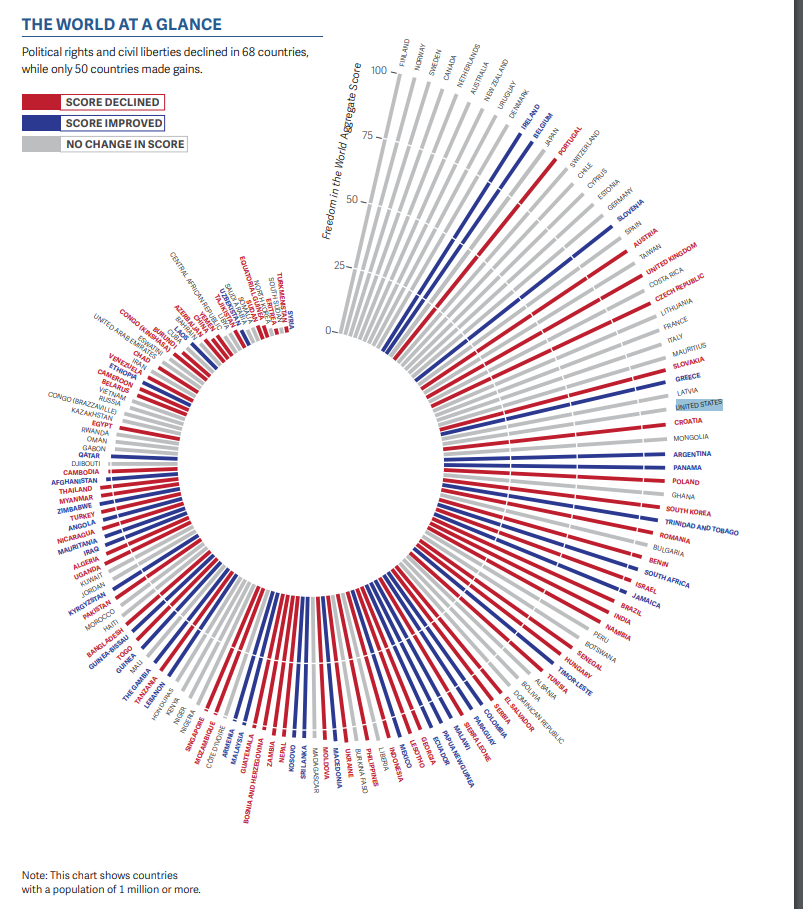 THE WORLD AT A GLANCE
Political rights and civil liberties declined in 68 countries,
while only 50 countries made gains.
SCORE DECLINED
SCORE IMPROVED
NO CHANGE IN SCORE
Freedom in the World Aggregate Score
100
75
50
25
0
FINLAND
NORWAY
SWEDEN
CANADA
NETHERLANDS
AUSTRALIA
NEW ZEALAND
URUGUAY
DENMARK
IRELAND
BELGIUM
JAPAN
PORTUGAL
SWITZERLAND
CHILE
CYPRUS
ESTONIA
GERMANY
SLOVENIA
SPAIN
AUSTRIA
TAIWAN
UNITED KINGDOM
COSTA RICA
CZECH REPUBLIC
LITHUANIA
FRANCE
ITALY
MAURITIUS
SLOVAKIA
GREECE
LATVIA
UNITED STATES
CROATIA
MONGOLIA
ARGENTINA
PANAMA
POLAND
GHANA
SOUTH KOREA
TRINIDAD AND TOBAGO
ROMANIA
BULGARIA
BENIN
SOUTH AFRICA
ISRAEL
JAMAICA
BRAZIL
INDIA
NAMIBIA
PERU
BOTSWANA
SENEGAL
HUNGARY
TIMOR-LESTE
TUNISIA
ALBANIA
BOLIVIA
DOMINICAN REPUBLIC
EL SALVADOR
SERBIA
COLOMBIA
PARAGUAY
SIERRA LEONE
MALAWI
PAPUA NEW GUINEA
ECUADOR
GEORGIA
LESOTHO
MEXICO
INDONESIA
LIBERIA
PHILIPPINES
BURKINA FASO
UKRAINE
MACEDONIA
MOLDOVA
MADAGASCAR
SRI LANKA
KOSOVO
NEPAL
ZAMBIA
BOSNIA AND HERZEGOVINA
GUATEMALA
MALAYSIA
ARMENIA
CÔTE D'IVOIRE
MOZAMBIQUE
SINGAPORE
NIGERIA
NIGER
KENYA
HONDURAS
LEBANON
TANZANIA
THE GAMBIA
MALI
GUINEA
TOGO
GUINEA-BISSAU
BANGLADESH
HAITI
MOROCCO
PAKISTAN
KYRGYZSTAN
JORDAN
KUWAIT
UGANDA
ALGERIA
IRAQ
MAURITANIA
NICARAGUA
ANGOLA
TURKEY
ZIMBABWE
MYANMAR
THAILAND
AFGHANISTAN
CAMBODIA
DJIBOUTI
QATAR
GABON
OMAN
RWANDA
EGYPT
KAZAKHSTAN
CONGO (BRAZZAVILLE)
RUSSIA
VIETNAM
BELARUS
CAMEROON
ETHIOPIA
VENEZUELA
IRAN
CHAD
UNITED ARAB EMIRATES
ESWATINI
CONGO (KINSHASA)
BURUNDI
CUBA
LAOS
BAHRAIN
AZERBAIJAN
CHINA
YEMEN
LIBYA
CENTRAL AFRICAN REPUBLIC
TAJIKISTAN
UZBEKISTAN
SAUDI ARABIA
SOMALIA
SUDAN
EQUATORIAL GUINEA
NORTH KOREA
ERITREA
SOUTH SUDAN
TURKMENISTAN
SYRIA
Note: This chart shows countries
with a population of 1 million or more.